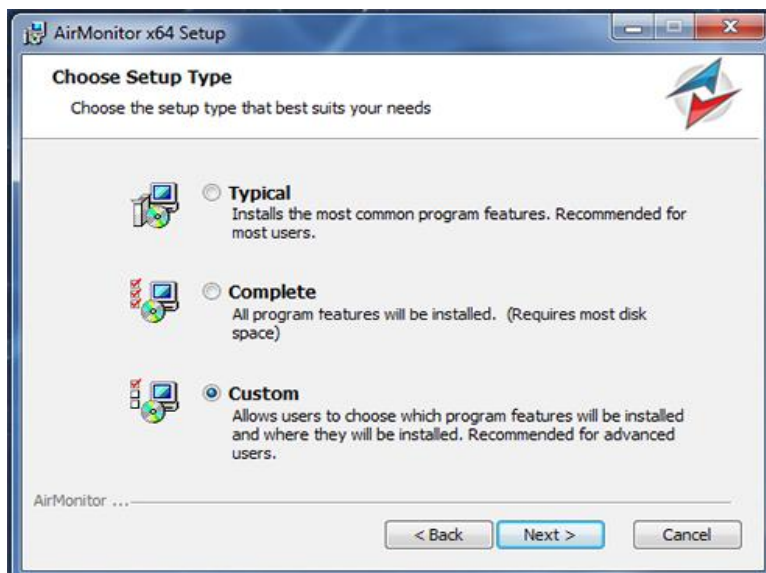 AirMonitor x64 Setup
Choose Setup Type
Choose the setup type that best suits your needs
Typical
Installs the most common program features. Recommended for
most users.
Complete
All program features will be installed. (Requires most disk
space)
Custom
Allows users to choose which program features will be installed
and where they will be installed. Recommended for advanced
users.
AirMonitor ...
< Back Next > Cancel